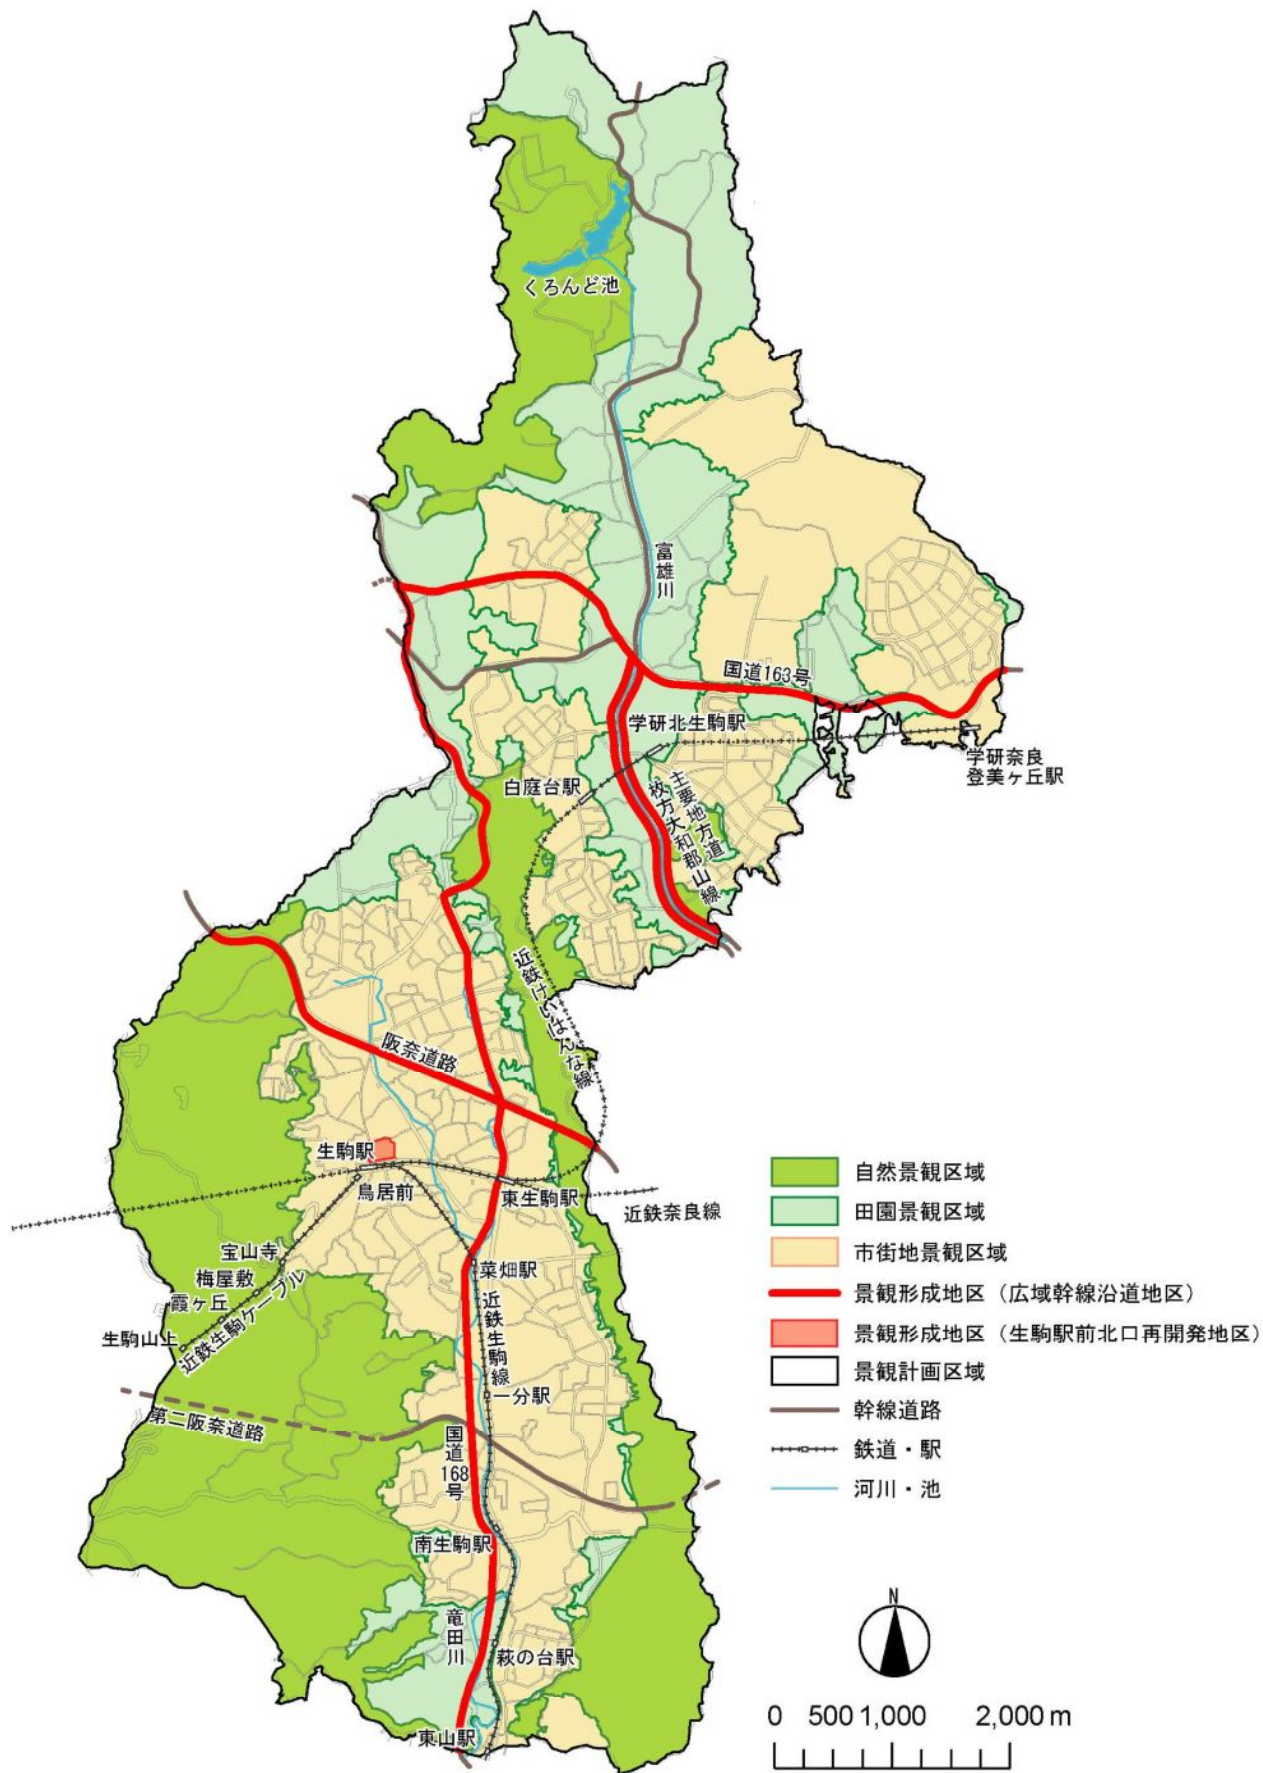 くろんど池
富雄川
国道163号
学研北生駒駅
学研奈良
登美ヶ丘駅
白庭台駅
主要地方道
枚方大和郡山線
近鉄けいはんな線
阪奈道路
生駒駅
鳥居前
東生駒駅
近鉄奈良線
宝山寺
梅屋敷
霞ヶ丘
生駒山上
近鉄生駒ケーブル
菜畑駅
近鉄生駒線
一分駅
第二阪奈道路
国道
168
号
南生駒駅
竜田川
萩の台駅
東山駅
自然景観区域
田園景観区域
市街地景観区域
景観形成地区（広域幹線沿道地区）
景観形成地区（生駒駅前北口再開発地区）
景観計画区域
幹線道路
鉄道・駅
河川・池
N
0 500 1,000 2,000 m